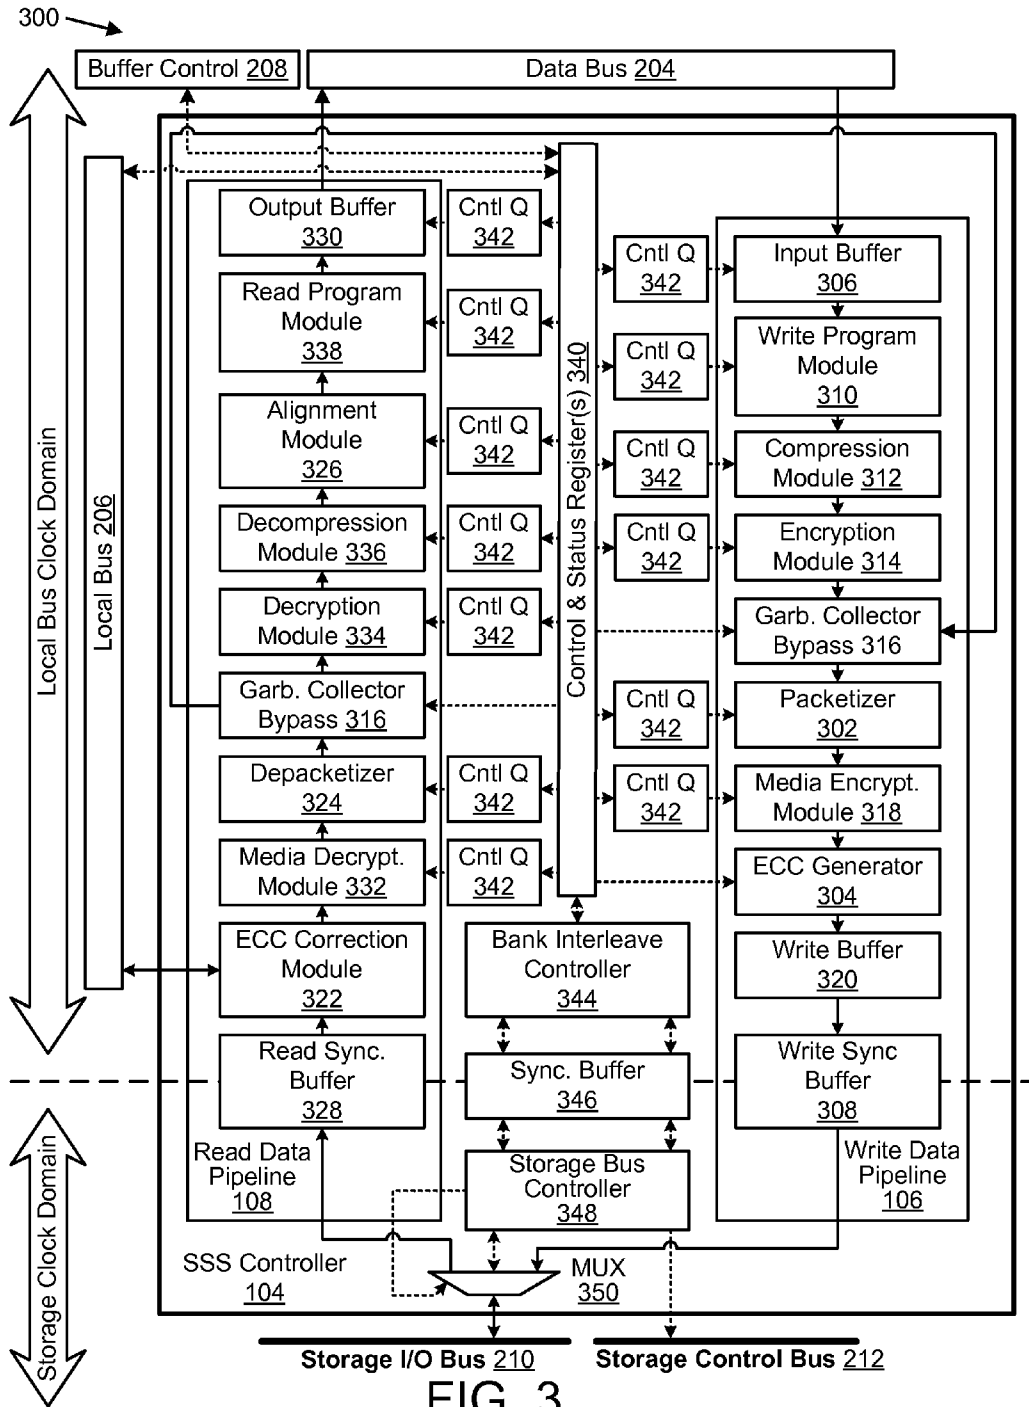 300
Buffer Control 208
Data Bus 204
Local Bus Clock Domain
Local Bus 206
Output Buffer
330
Read Program
Module
338
Alignment
Module
326
Decompression
Module 336
Decryption
Module 334
Garb. Collector
Bypass 316
Depacketizer
324
Media Decrypt.
Module 332
ECC Correction
Module
322
Read Sync.
Buffer
328
Read Data
Pipeline
108
Cntl Q
342
Cntl Q
342
Cntl Q
342
Cntl Q
342
Cntl Q
342
Cntl Q
342
Cntl Q
342
Control & Status Register(s) 340
Cntl Q
342
Cntl Q
342
Cntl Q
342
Cntl Q
342
Cntl Q
342
Cntl Q
342
Input Buffer
306
Write Program
Module
310
Compression
Module 312
Encryption
Module 314
Garb. Collector
Bypass 316
Packetizer
302
Media Encrypt.
Module 318
ECC Generator
304
Write Buffer
320
Write Sync
Buffer
308
Write Data
Pipeline
106
Bank Interleave
Controller
344
Sync. Buffer
346
Storage Bus
Controller
348
Storage Clock Domain
SSS Controller
104
MUX
350
Storage I/O Bus 210
Storage Control Bus 212
FIG. 3